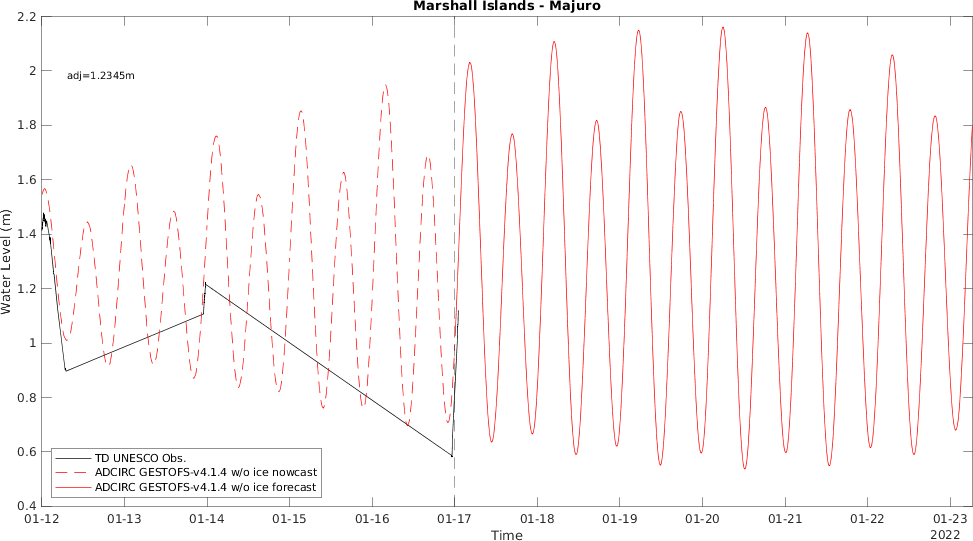 Marshall Islands - Majuro
2.2
2
1.8
1.6
1.4
1.2
1
0.8
0.6
0.4
Water Level (m)
adj=1.2345m
TD UNESCO Obs.
ADCIRC GESTOFS-v4.1.4 w/o ice nowcast
ADCIRC GESTOFS-v4.1.4 w/o ice forecast
01-12 01-13 01-14 01-15 01-16 01-17 01-18 01-19 01-20 01-21 01-22 01-23
Time
2022